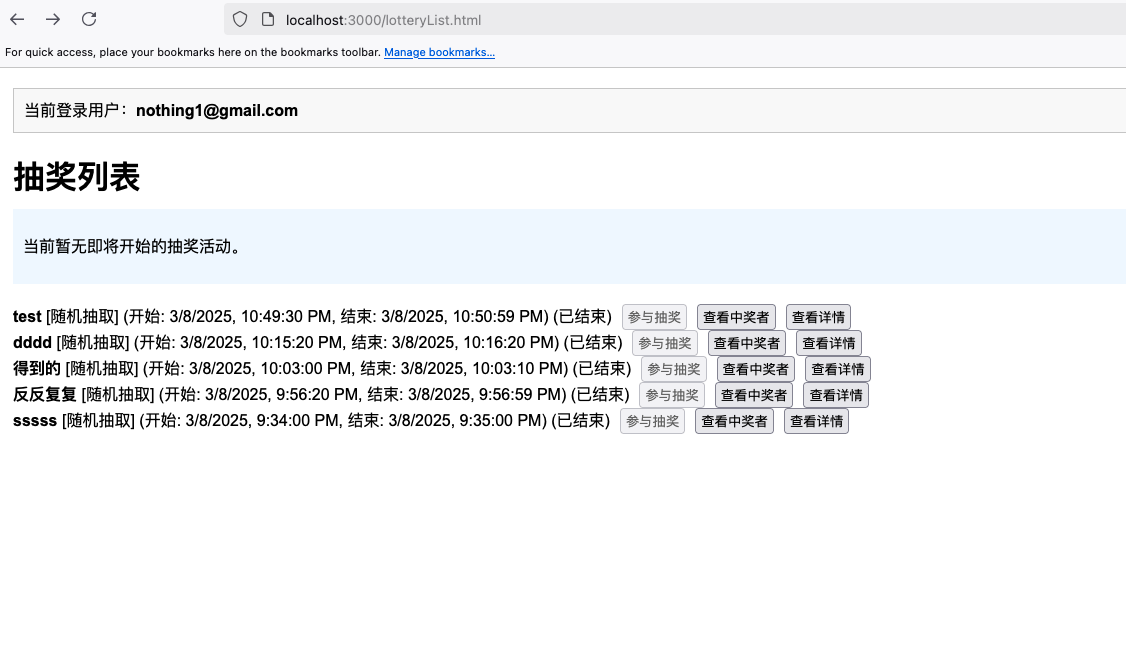 localhost:3000/lotteryList.html
For quick access, place your bookmarks here on the bookmarks toolbar. Manage bookmarks...
当前登录用户：nothing1@gmail.com
抽奖列表
当前暂无即将开始的抽奖活动。
test [随机抽取] (开始: 3/8/2025, 10:49:30 PM, 结束: 3/8/2025, 10:50:59 PM) (已结束) 参与抽奖 查看中奖者 查看详情
dddd [随机抽取] (开始: 3/8/2025, 10:15:20 PM, 结束: 3/8/2025, 10:16:20 PM) (已结束) 参与抽奖 查看中奖者 查看详情
得到的 [随机抽取] (开始: 3/8/2025, 10:03:00 PM, 结束: 3/8/2025, 10:03:10 PM) (已结束) 参与抽奖 查看中奖者 查看详情
反反复复 [随机抽取] (开始: 3/8/2025, 9:56:20 PM, 结束: 3/8/2025, 9:56:59 PM) (已结束) 参与抽奖 查看中奖者 查看详情
sssss [随机抽取] (开始: 3/8/2025, 9:34:00 PM, 结束: 3/8/2025, 9:35:00 PM) (已结束) 参与抽奖 查看中奖者 查看详情